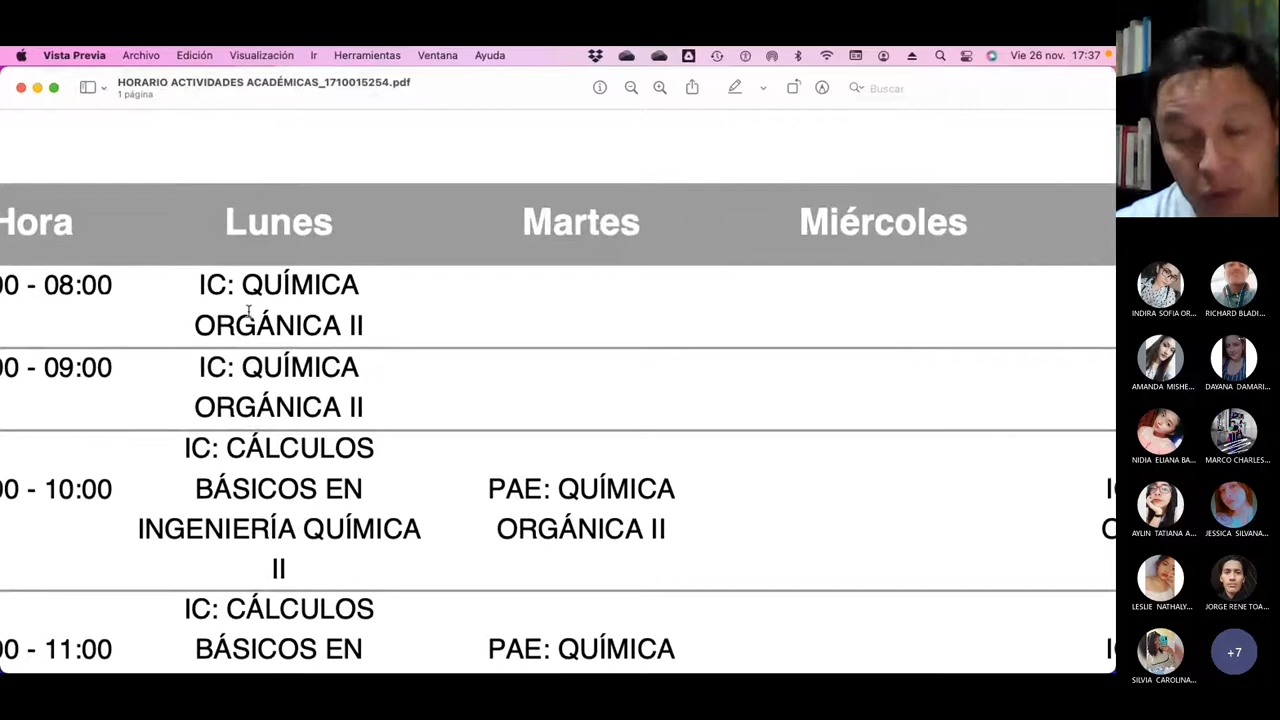 Vista Previa Archivo Edición Visualización Ir Herramientas Ventana Ayuda Vie 26 nov. 17:37
HORARIO ACTIVIDADES ACADÉMICAS_1710015254.pdf
1 página
Buscar
Hora Lunes Martes Miércoles
00 - 08:00 IC: QUÍMICA
ORGÁNICA II
00 - 09:00 IC: QUÍMICA
ORGÁNICA II
IC: CÁLCULOS
00 - 10:00 BÁSICOS EN PAE: QUÍMICA
INGENIERÍA QUÍMICA ORGÁNICA II
II
IC: CÁLCULOS
00 - 11:00 BÁSICOS EN PAE: QUÍMICA
INDIRA SOFIA OR... RICHARD BLADI...
AMANDA MISHE... DAYANA DAMARI...
NIDIA ELIANA BA... MARCO CHARLES...
AYLIN TATIANA A... JESSICA SILVANA...
LESLIE NATHALY... JORGE RENE TOA...
SILVIA CAROLINA... +7